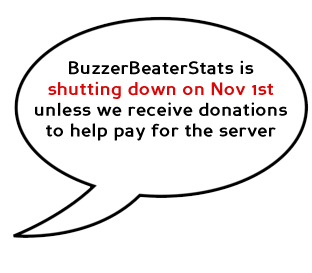 BuzzerBeaterStats is
shutting down on Nov 1st
unless we receive donations
to help pay for the server